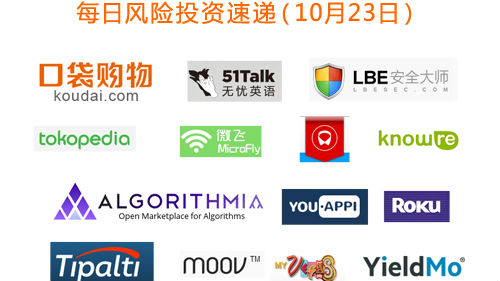 每日风险投资速递(10月23日)
口袋购物
koudai.com
51Talk
无忧英语
LBE安全大师
LBESEC.COM
tokopedia
微飞
MicroFly
knowre
ALGORITHMIA
Open Marketplace for Algorithms
YOU·APPI
ROKU
Tipalti
moov™
MY
YieldMo®